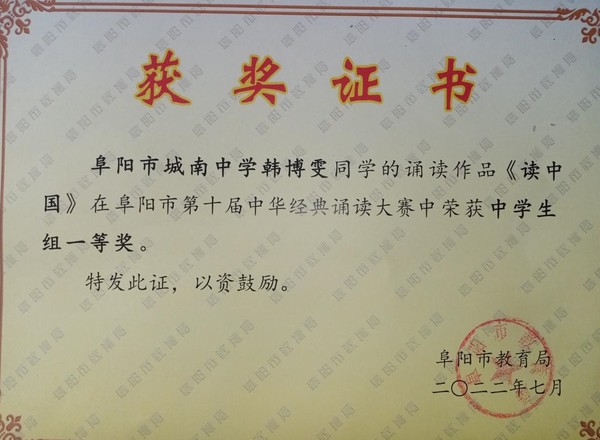 获奖证书
阜阳市城南中学韩博雯同学的诵读作品《读中
国》在阜阳市第十届中华经典诵读大赛中荣获中学生
组一等奖。
特发此证，以资鼓励。
阜阳市教育局
二〇二二年七月